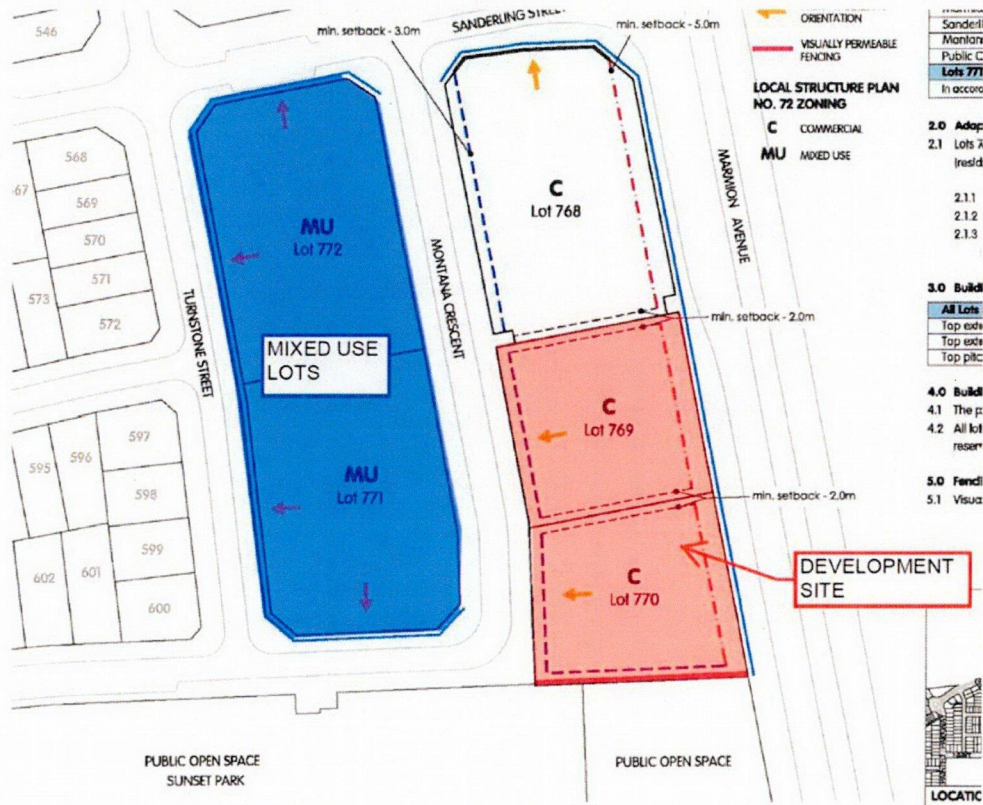 546
SANDERLING STREET
min. setback - 3.0m
min. setback - 5.0m
ORIENTATION
VISUALLY PERMEABLE
FENCING
LOCAL STRUCTURE PLAN
NO. 72 ZONING
C COMMERCIAL
MU MIXED USE
Public
Lots 771
2.0
2.1 Lots
2.1.1
2.1.2
2.1.3
3.0
All Lots
Top
Top
Top
4.0
4.1 The
4.2 All
5.0
5.1
568
569
570
571
572
573
TURNSTONE STREET
MU
Lot 772
MIXED USE
LOTS
MU
Lot 771
MONTANA CRESCENT
C
Lot 768
MARMION AVENUE
min. setback - 2.0m
C
Lot 769
min. setback - 2.0m
C
Lot 770
DEVELOPMENT
SITE
595
596
597
598
599
600
601
602
PUBLIC OPEN SPACE
SUNSET PARK
PUBLIC OPEN SPACE